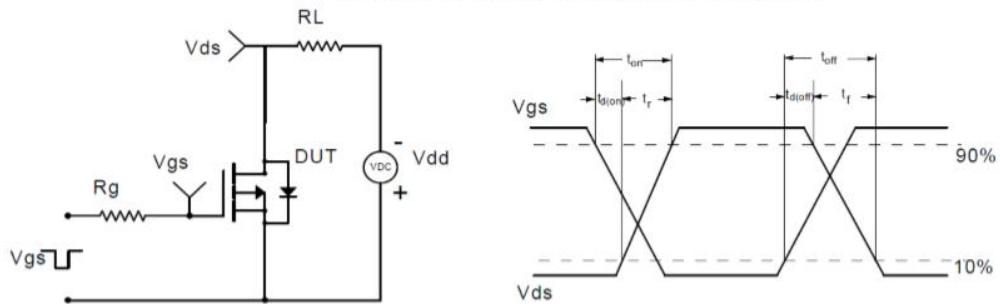 RL
Vds
Vgs
DUT
VDC
-
Vdd
+
Rg
Vgs
ton
toff
td(on)
tr
td(off)
tf
Vgs
90%
10%
Vds